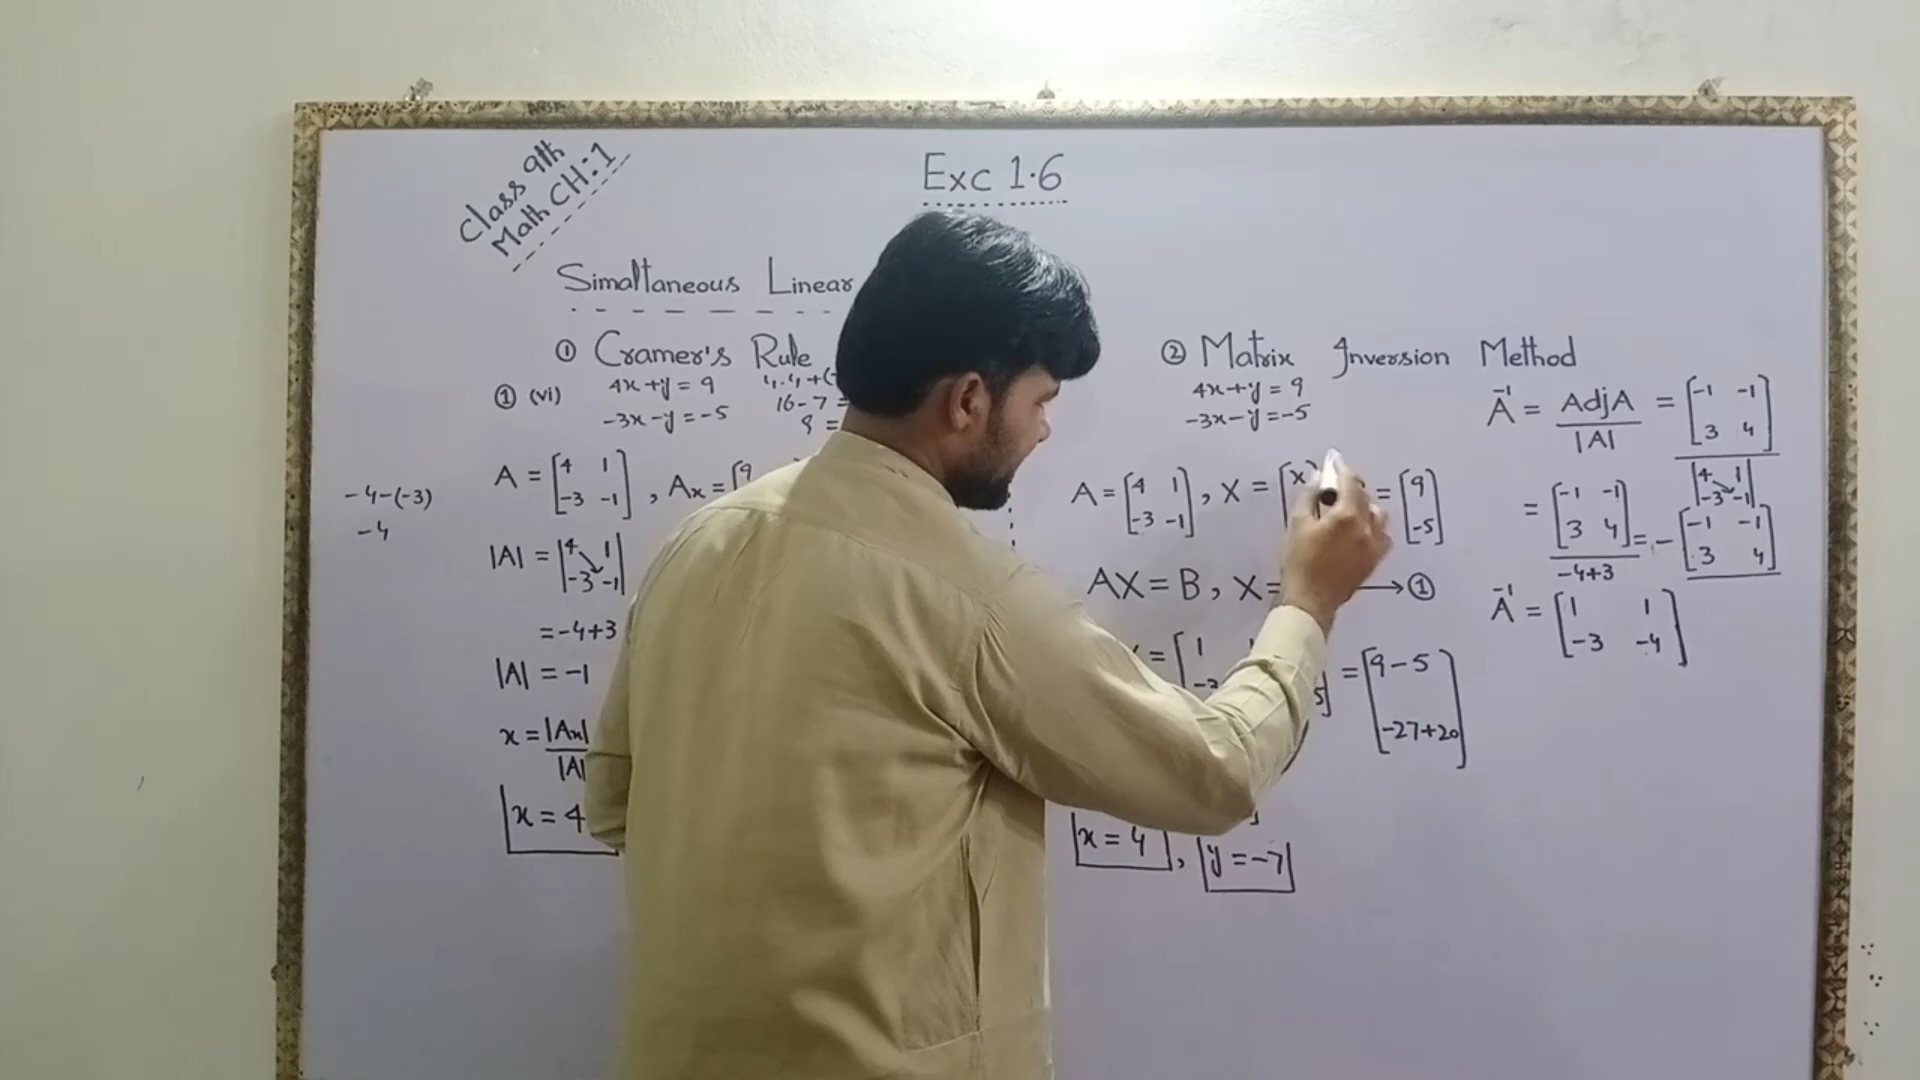 Class 9th
Math CH:1
Exc 1.6
Simaltaneous Linear
① Cramer's Rule
① (vi) 4x+y=9
-3x-y=-5
16-7=
9=
-4-(-3)
-4
A = [4 1
-3 -1], Ax = [9
|A| = |4 1
-3 -1|
=-4+3
|A| = -1
x = |Ax|
|A|
x = 4
② Matrix Inversion Method
4x+y=9
-3x-y=-5
A = [4 1
-3 -1], X = [x = [9
-5]
AX = B, X= → ①
= [1
5] = [9-5
-27+20]
x = 4, y = -7
A⁻¹ = AdjA = [-1 -1
|A| 3 4]
|4 1
-3 -1|
= [-1 -1
3 4] = - [-1 -1
-4+3 3 4]
A⁻¹ = [1 1
-3 -4]